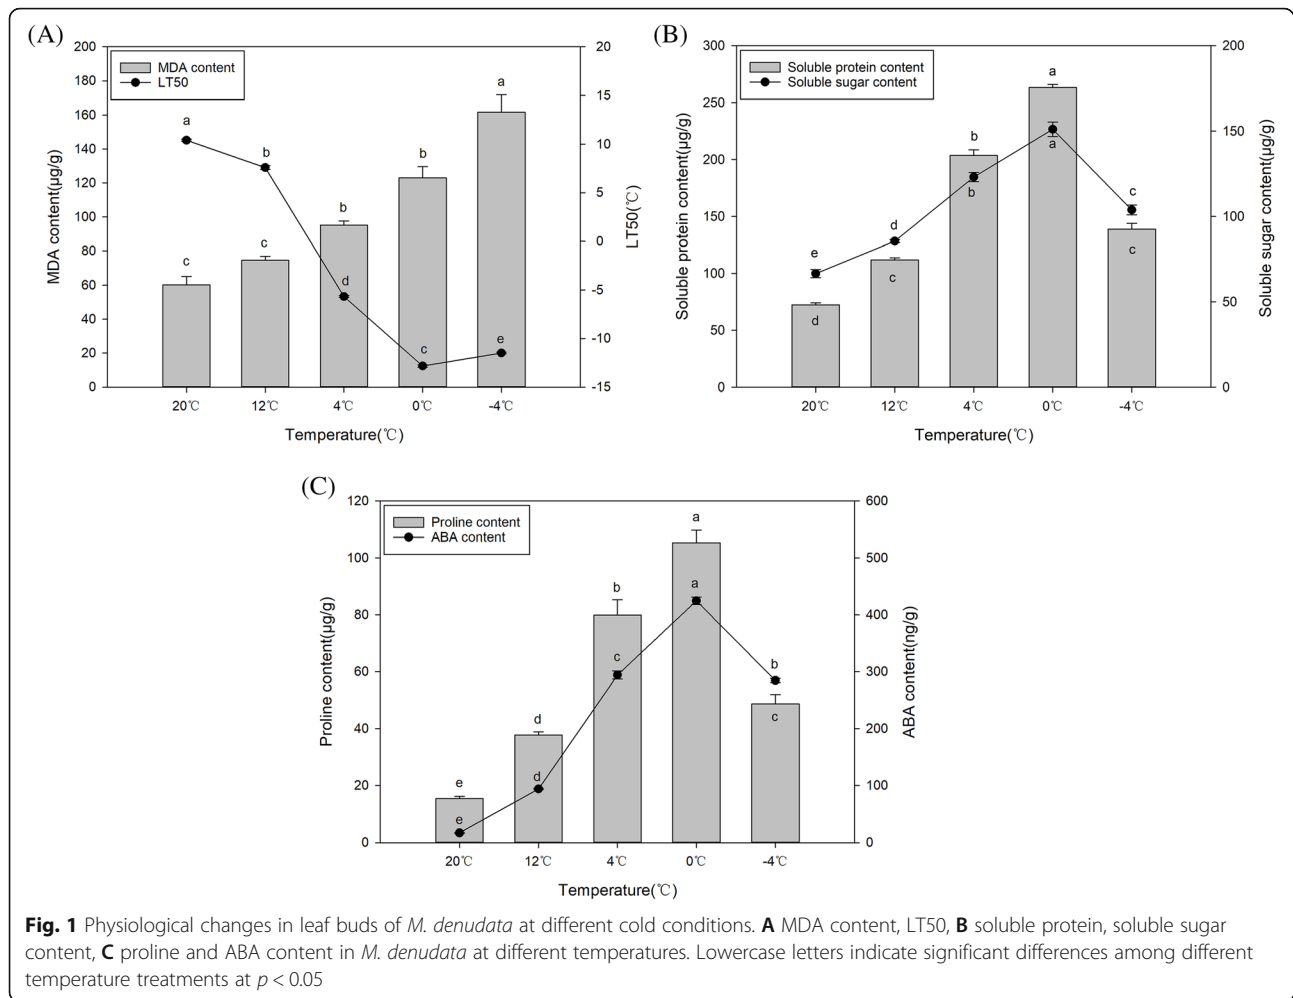 (A)
200
180
160
140
120
100
80
60
40
20
0
MDA content(µg/g)
MDA content
LT50
a
b
c
c
b
d
b
c
a
e
20
15
10
5
0
-5
-10
-15
LT50(℃)
20℃ 12℃ 4℃ 0℃ -4℃
Temperature(℃)
(B)
300
250
200
150
100
50
0
Soluble protein content(µg/g)
Soluble protein content
Soluble sugar content
e
d
d
c
b
b
a
a
c
c
200
150
100
50
0
Soluble sugar content(µg/g)
20℃ 12℃ 4℃ 0℃ -4℃
Temperature(℃)
(C)
120
100
80
60
40
20
0
Proline content(µg/g)
Proline content
ABA content
e
e
d
d
b
c
a
a
b
c
600
500
400
300
200
100
0
ABA content(ng/g)
20℃ 12℃ 4℃ 0℃ -4℃
Temperature(℃)
Fig. 1 Physiological changes in leaf buds of M. denudata at different cold conditions. A MDA content, LT50, B soluble protein, soluble sugar
content, C proline and ABA content in M. denudata at different temperatures. Lowercase letters indicate significant differences among different
temperature treatments at p < 0.05